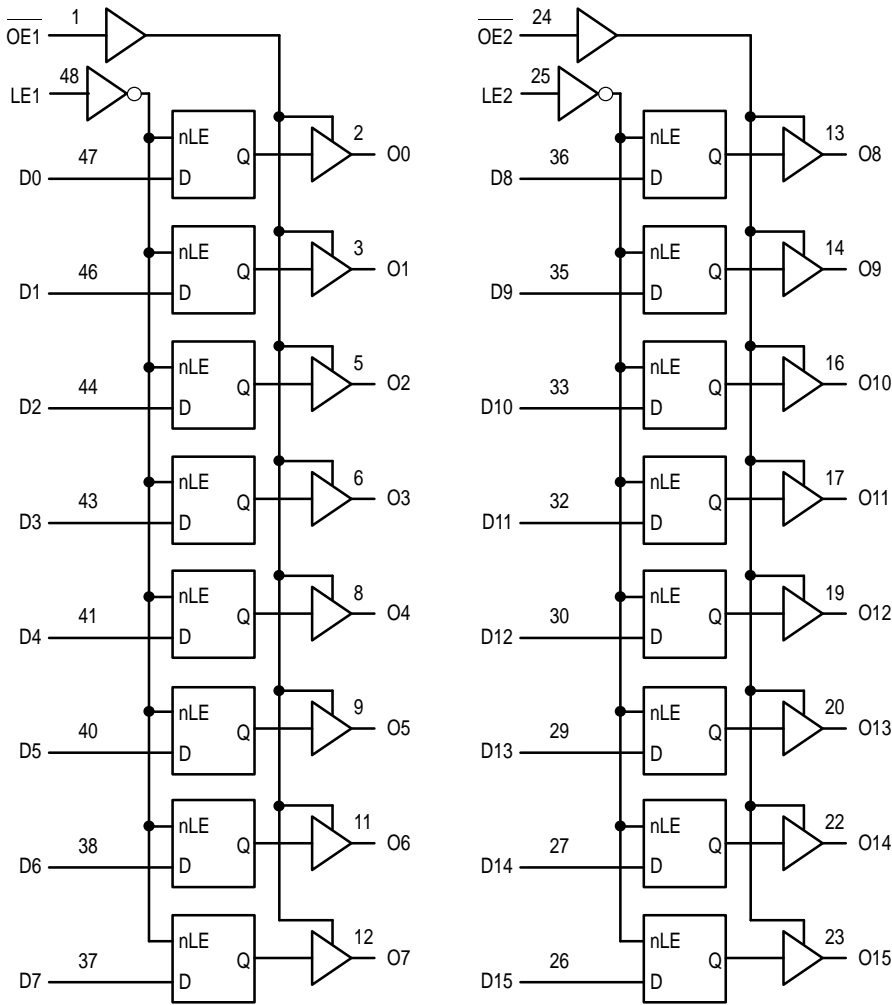 O̅E̅1̅ 1
LE1 48
nLE
Q 2 O0
D0 47 D
nLE
Q 3 O1
D1 46 D
nLE
Q 5 O2
D2 44 D
nLE
Q 6 O3
D3 43 D
nLE
Q 8 O4
D4 41 D
nLE
Q 9 O5
D5 40 D
nLE
Q 11 O6
D6 38 D
nLE
Q 12 O7
D7 37 D
O̅E̅2̅ 24
LE2 25
nLE
Q 13 O8
D8 36 D
nLE
Q 14 O9
D9 35 D
nLE
Q 16 O10
D10 33 D
nLE
Q 17 O11
D11 32 D
nLE
Q 19 O12
D12 30 D
nLE
Q 20 O13
D13 29 D
nLE
Q 22 O14
D14 27 D
nLE
Q 23 O15
D15 26 D